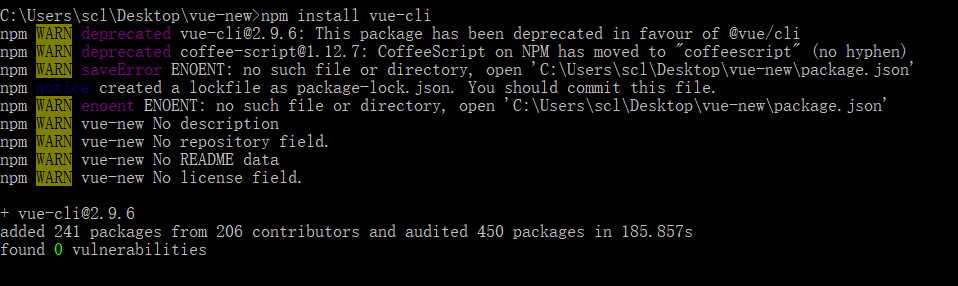 C:\Users\scl\Desktop\vue-new>npm install vue-cli
npm WARN deprecated vue-cli@2.9.6: This package has been deprecated in favour of @vue/cli
npm WARN deprecated coffee-script@1.12.7: CoffeeScript on NPM has moved to "coffeescript" (no hyphen)
npm WARN saveError ENOENT: no such file or directory, open 'C:\Users\scl\Desktop\vue-new\package.json'
npm notice created a lockfile as package-lock.json. You should commit this file.
npm WARN enoent ENOENT: no such file or directory, open 'C:\Users\scl\Desktop\vue-new\package.json'
npm WARN vue-new No description
npm WARN vue-new No repository field.
npm WARN vue-new No README data
npm WARN vue-new No license field.
+ vue-cli@2.9.6
added 241 packages from 206 contributors and audited 450 packages in 185.857s
found 0 vulnerabilities